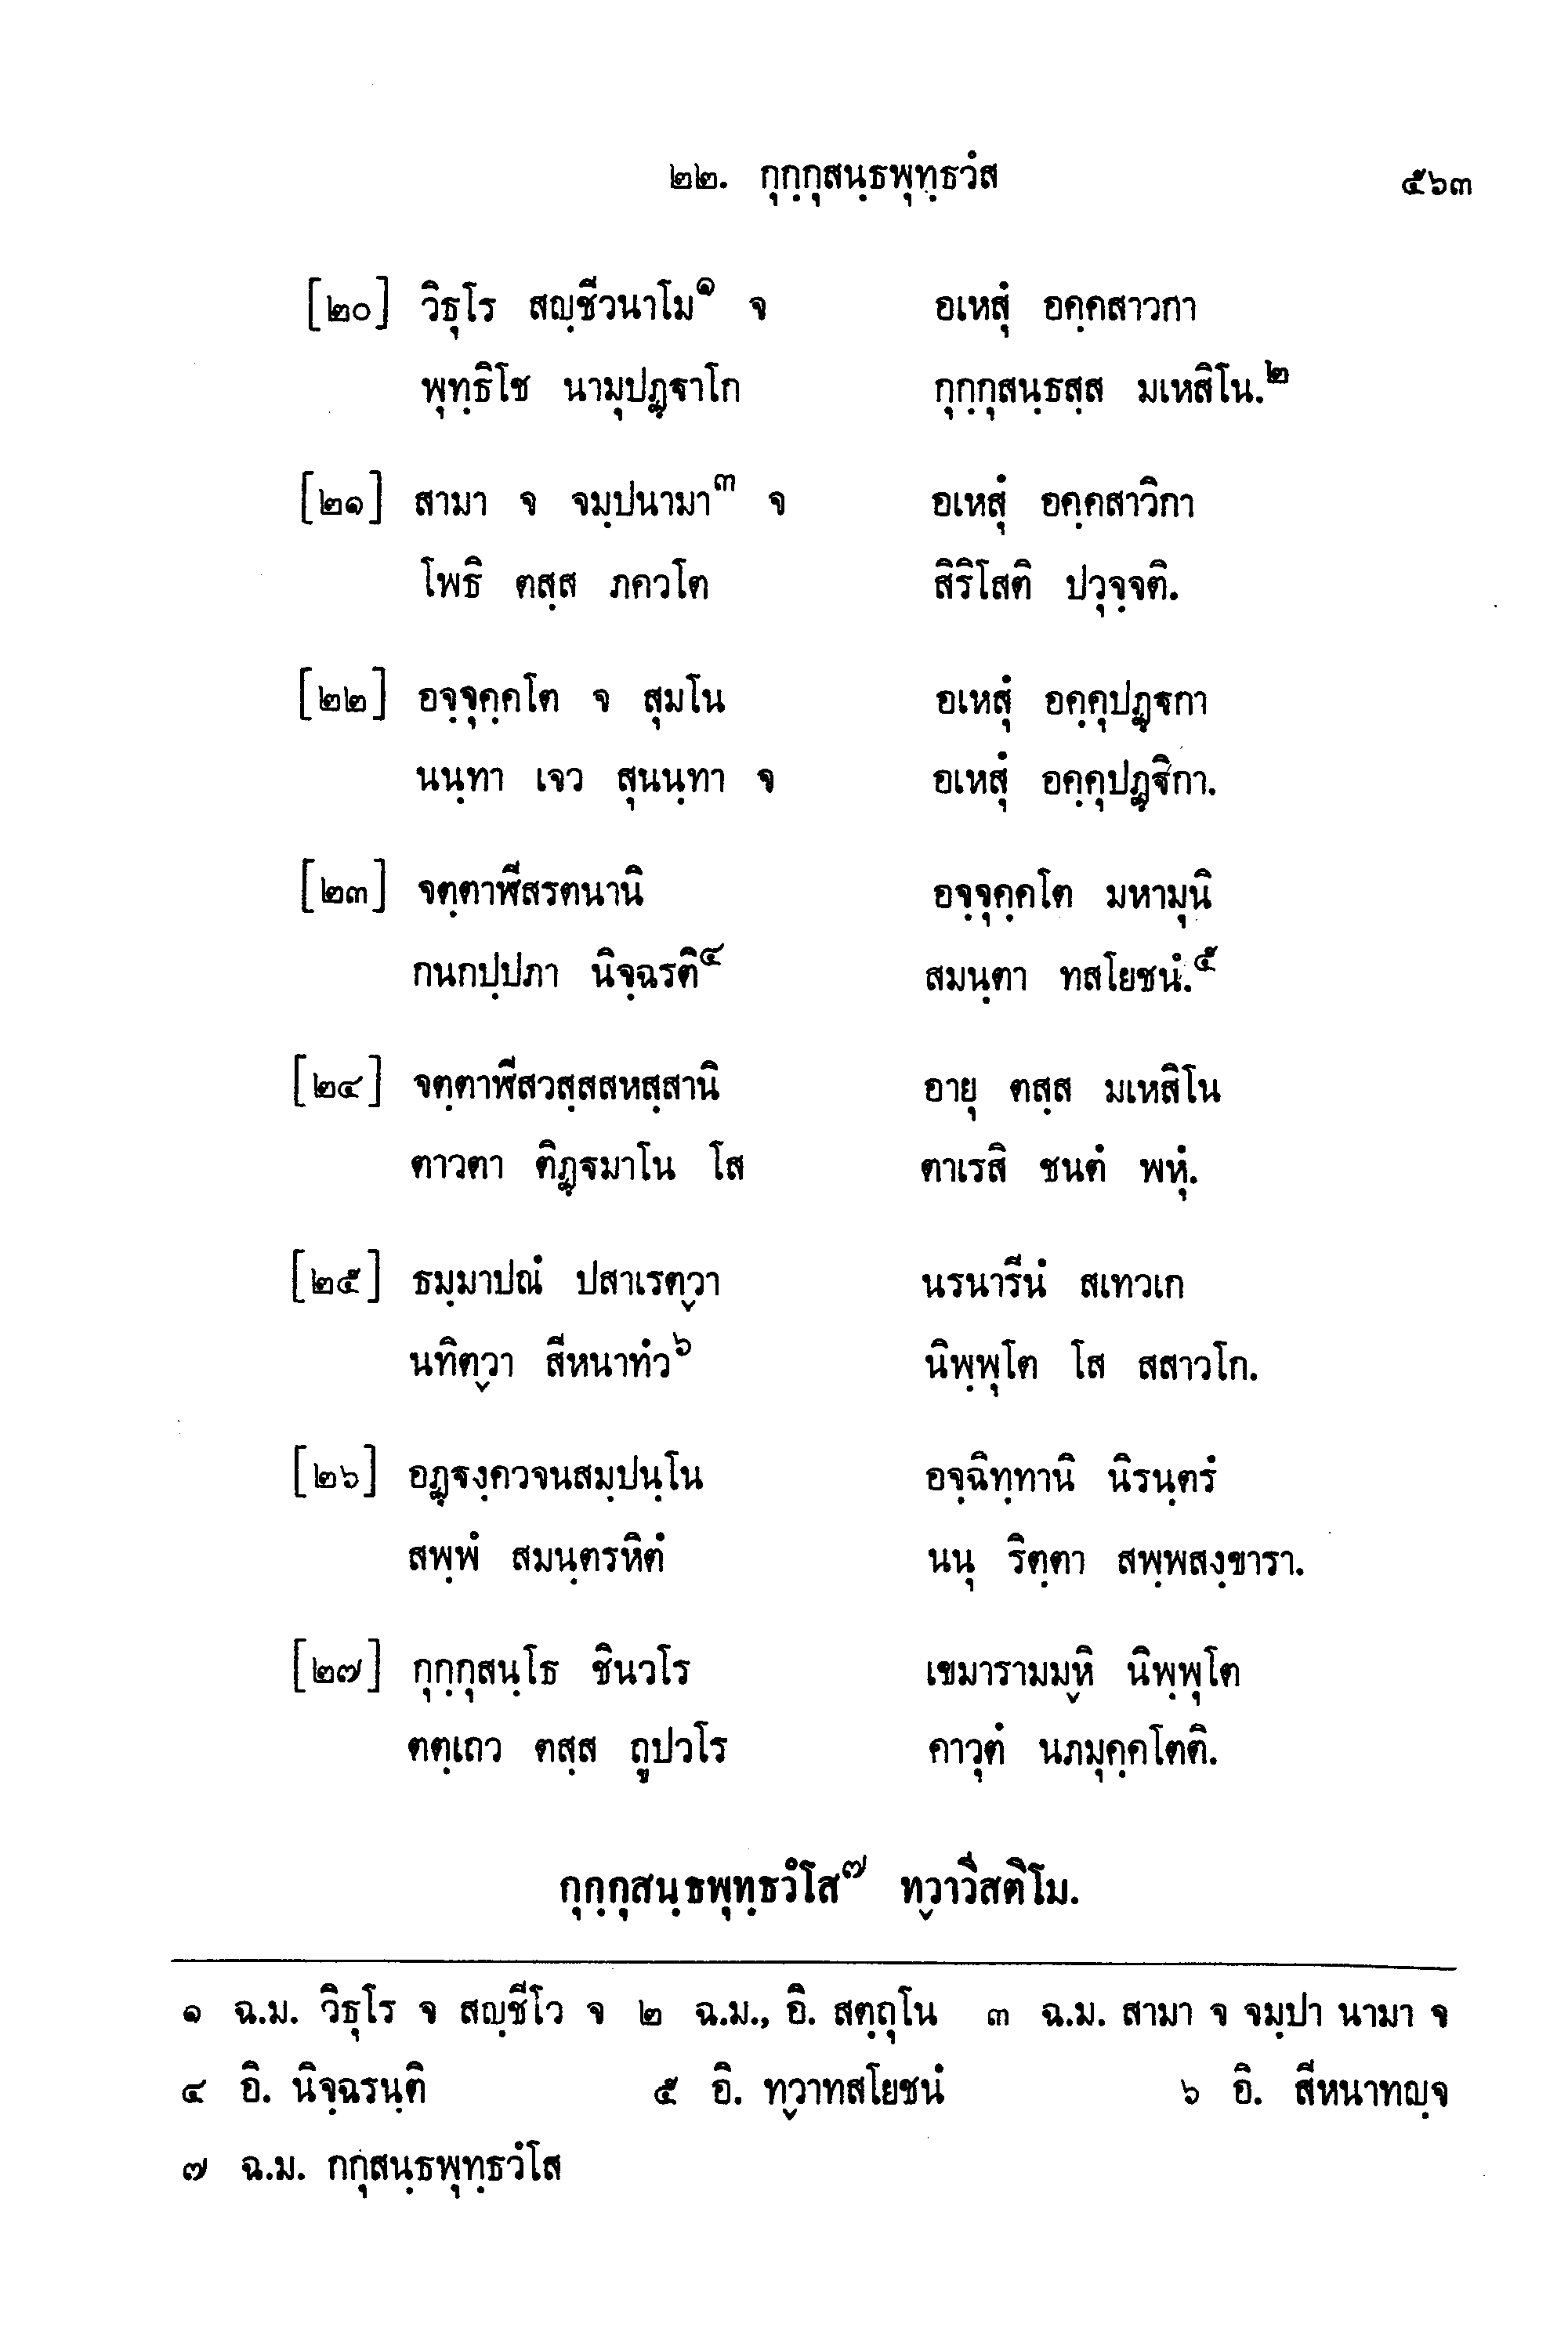 ๒๒. กุกฺกุสนฺธพุทฺธวํส ๕๖๓
[๒๐] วิธุโร สญฺชีวนาโม๑ จ อเหสุํ อคฺคสาวกา
พุทฺธิโช นามุปฏฺฐาโก กุกฺกุสนฺธสฺส มเหสิโน.๒
[๒๑] สามา จ จมฺปนามา๓ จ อเหสุํ อคฺคสาวิกา
โพธิ ตสฺส ภควโต สิริโสติ ปวุจฺจติ.
[๒๒] อจฺจุคฺคโต จ สุมโน อเหสุํ อคฺคุปฏฺฐกา
นนฺทา เจว สุนนฺทา จ อเหสุํ อคฺคุปฏฺฐิกา.
[๒๓] จตฺตาฬีสรตนานิ อจฺจุคฺคโต มหามุนิ
กนกปฺปภา นิจฺฉรติ๔ สมนฺตา ทสโยชนํ.๕
[๒๔] จตฺตาฬีสวสฺสสหสฺสานิ อายุ ตสฺส มเหสิโน
ตาวตา ติฏฺฐมาโน โส ตาเรสิ ชนตํ พหุํ.
[๒๕] ธมฺมาปณํ ปสาเรตฺวา นรนารีนํ สเทวเก
นทิตฺวา สีหนาทํว๖ นิพฺพุโต โส สสาวโก.
[๒๖] อฏฺฐงฺควจนสมฺปนฺโน อจฺฉิทฺทานิ นิรนฺตรํ
สพฺพํ สมนฺตรหิตํ นนุ ริตฺตา สพฺพสงฺขารา.
[๒๗] กุกฺกุสนฺโธ ชินวโร เขมารามมฺหิ นิพฺพุโต
ตตฺเถว ตสฺส ถูปวโร คาวุตํ นภมุคฺคโตติ.
กุกฺกุสนฺธพุทฺธวํโส๗ ทฺวาวีสติโม.
๑ ฉ.ม. วิธุโร จ สญฺชีโว จ ๒ ฉ.ม., อิ. สตฺถุโน ๓ ฉ.ม. สามา จ จมฺปา นามา จ
๔ อิ. นิจฺฉรนฺติ ๕ อิ. ทฺวาทสโยชนํ ๖ อิ. สีหนาทญฺจ
๗ ฉ.ม. กกุสนฺธพุทฺธวํโส